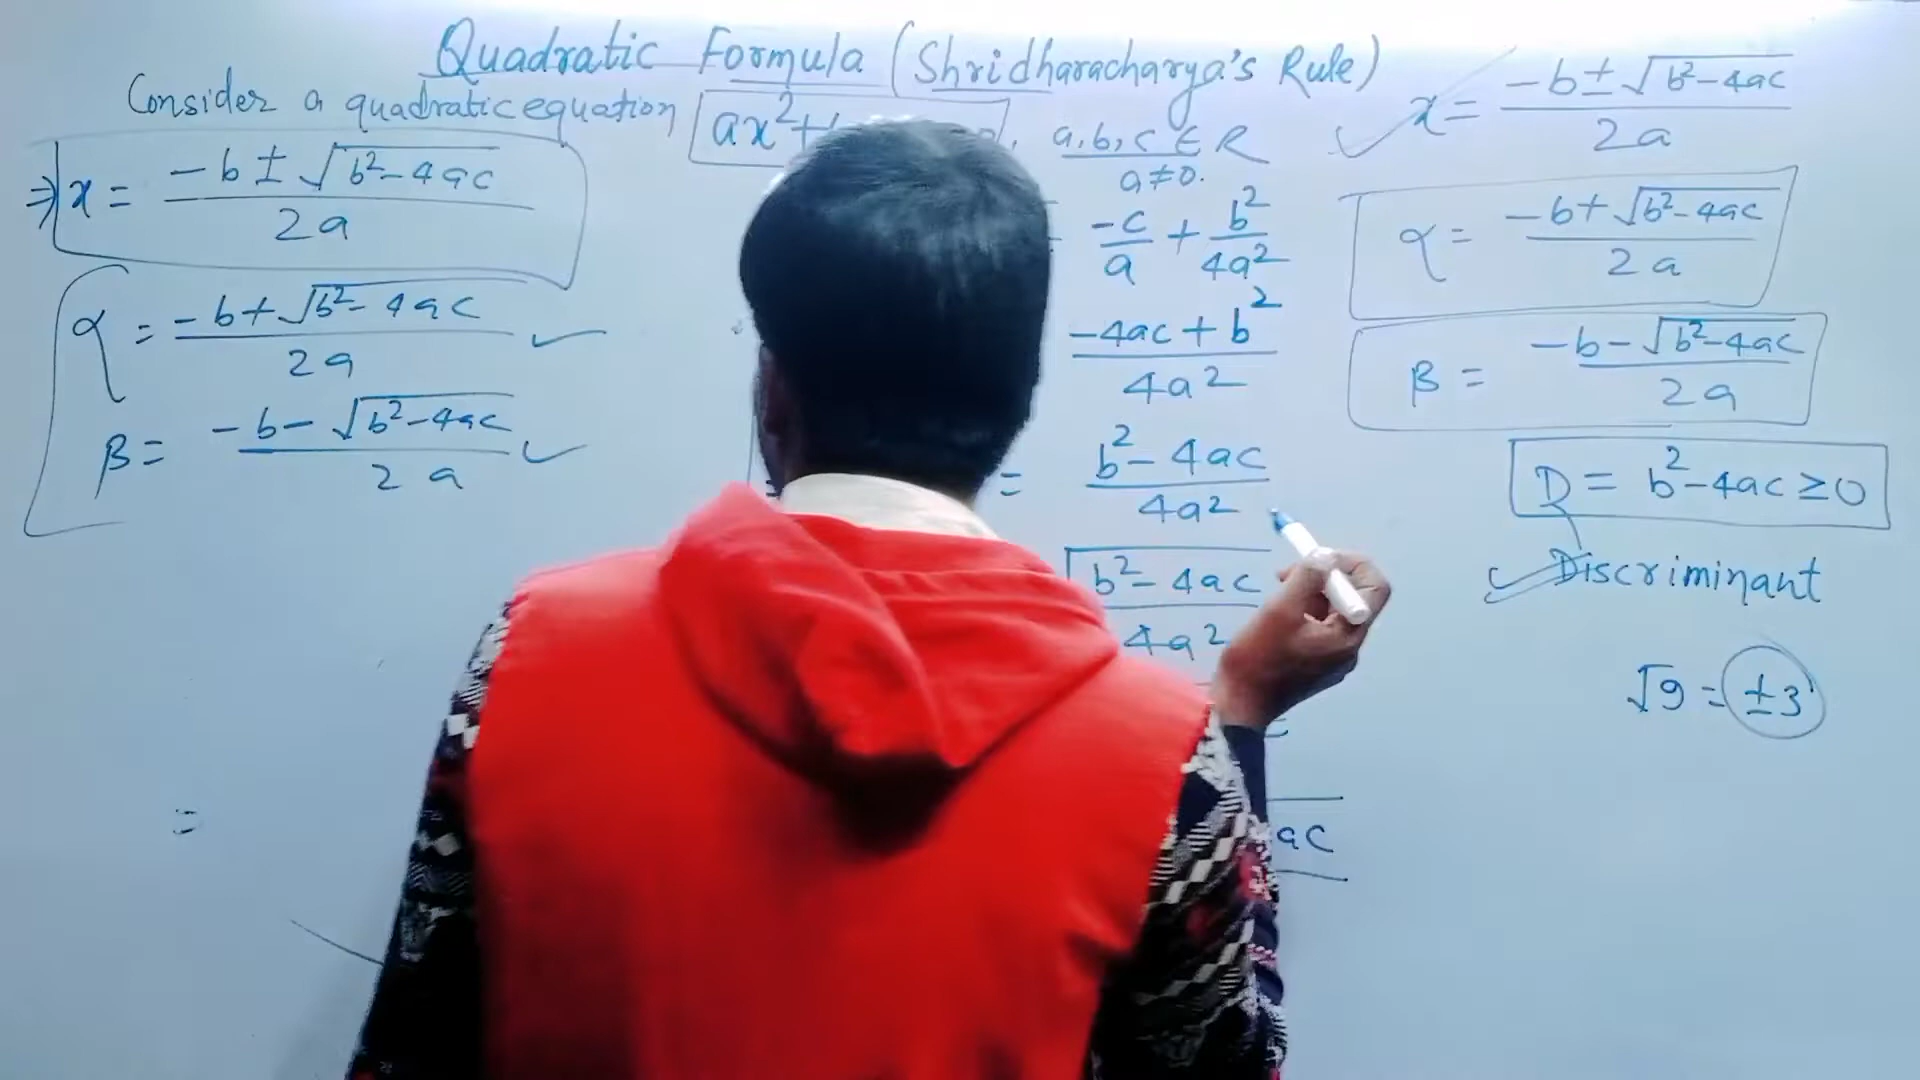 Quadratic Formula (Shridharacharya's Rule)
Consider a quadratic equation ax²+ , a, b, c ∈ R
a≠0.
⇒ x = (-b ± √(b²-4ac)) / 2a
α = (-b+√(b²-4ac)) / 2a ✓
β = (-b-√(b²-4ac)) / 2a ✓
=
-c/a + b²/4a²
(-4ac + b²) / 4a²
= (b²-4ac) / 4a²
√((b²-4ac) / 4a²)
ac
✓ x = (-b±√(b²-4ac)) / 2a
α = (-b+√(b²-4ac)) / 2a
β = (-b-√(b²-4ac)) / 2a
D = b²-4ac ≥ 0
Discriminant
√9 = ±3